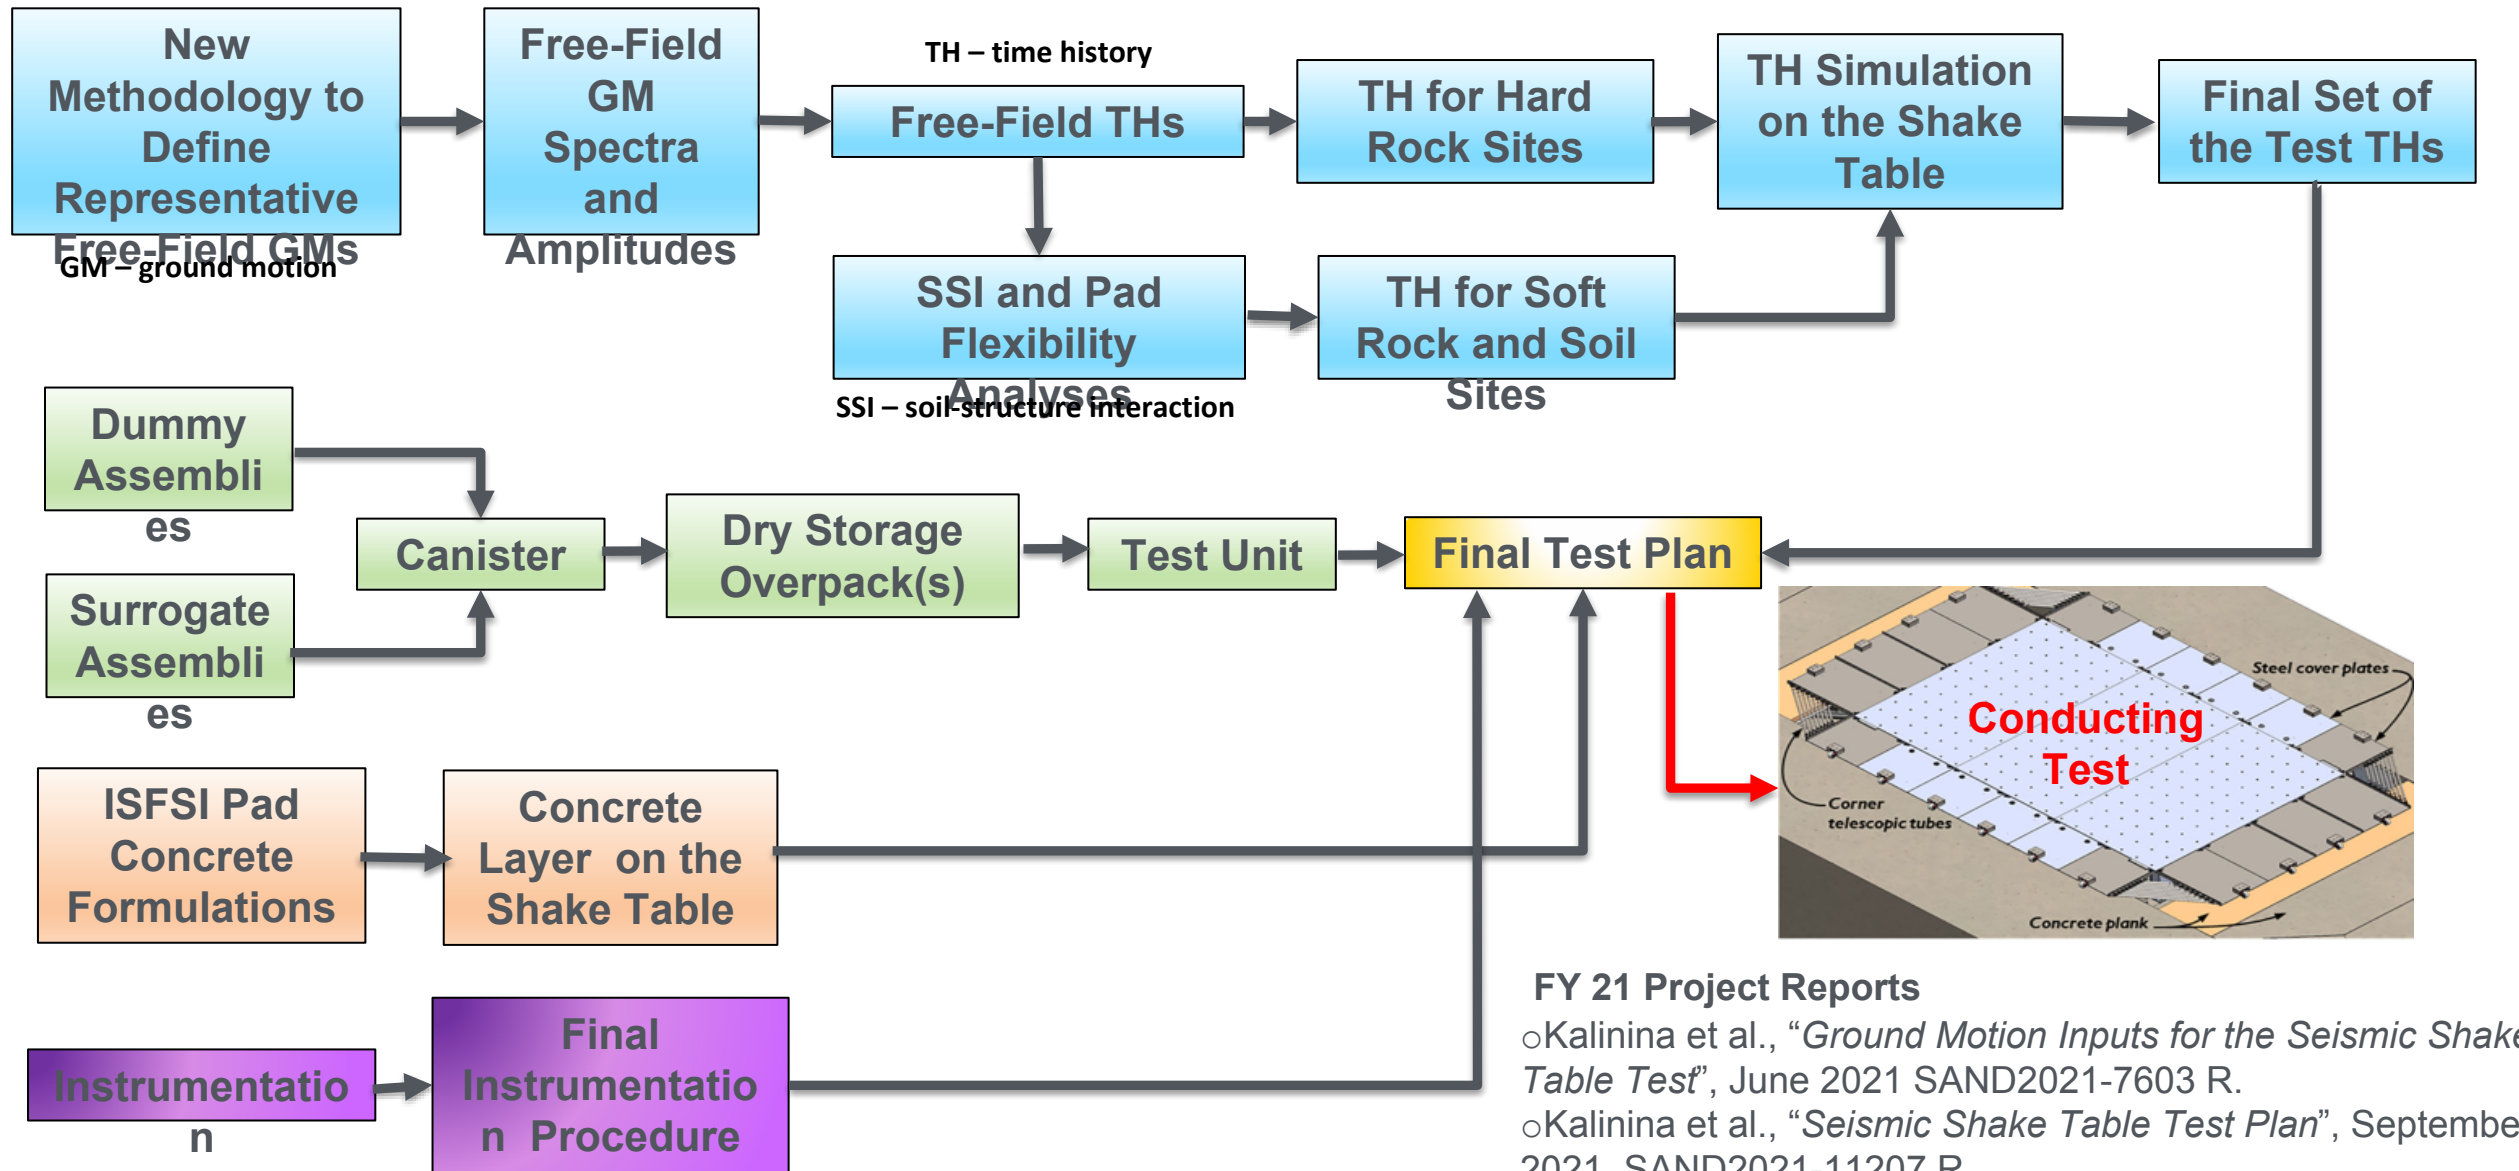 New
Methodology to
Define
Representative
Free-Field GMs
GM – ground motion
Free-Field
GM
Spectra
and
Amplitudes
TH – time history
Free-Field THs
TH for Hard
Rock Sites
TH Simulation
on the Shake
Table
Final Set of
the Test THs
SSI and Pad
Flexibility
Analyses
SSI – soil-structure interaction
TH for Soft
Rock and Soil
Sites
Dummy
Assembli
es
Surrogate
Assembli
es
Canister
Dry Storage
Overpack(s)
Test Unit
Final Test Plan
Steel cover plates
Conducting
Test
Corner
telescopic tubes
Concrete plank
ISFSI Pad
Concrete
Formulations
Concrete
Layer  on the
Shake Table
Instrumentatio
n
Final
Instrumentatio
n  Procedure
FY 21 Project Reports
○Kalinina et al., “Ground Motion Inputs for the Seismic Shake
Table Test”, June 2021 SAND2021-7603 R.
○Kalinina et al., “Seismic Shake Table Test Plan”, Septembe
2021, SAND2021-11207 R